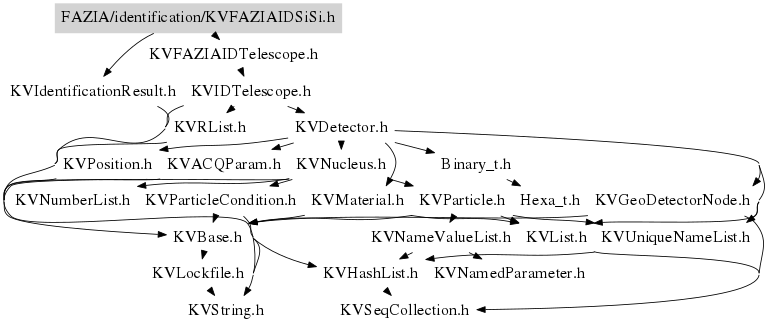 FAZIA/identification/KVFAZIAIDSiSi.h
KVFAZIAIDTelescope.h
KVIdentificationResult.h KVIDTelescope.h
KVRList.h KVDetector.h
KVPosition.h KVACQParam.h KVNucleus.h Binary_t.h
KVNumberList.h KVParticleCondition.h KVMaterial.h KVParticle.h Hexa_t.h KVGeoDetectorNode.h
KVBase.h KVNameValueList.h KVList.h KVUniqueNameList.h
KVLockfile.h KVHashList.h KVNamedParameter.h
KVString.h KVSeqCollection.h